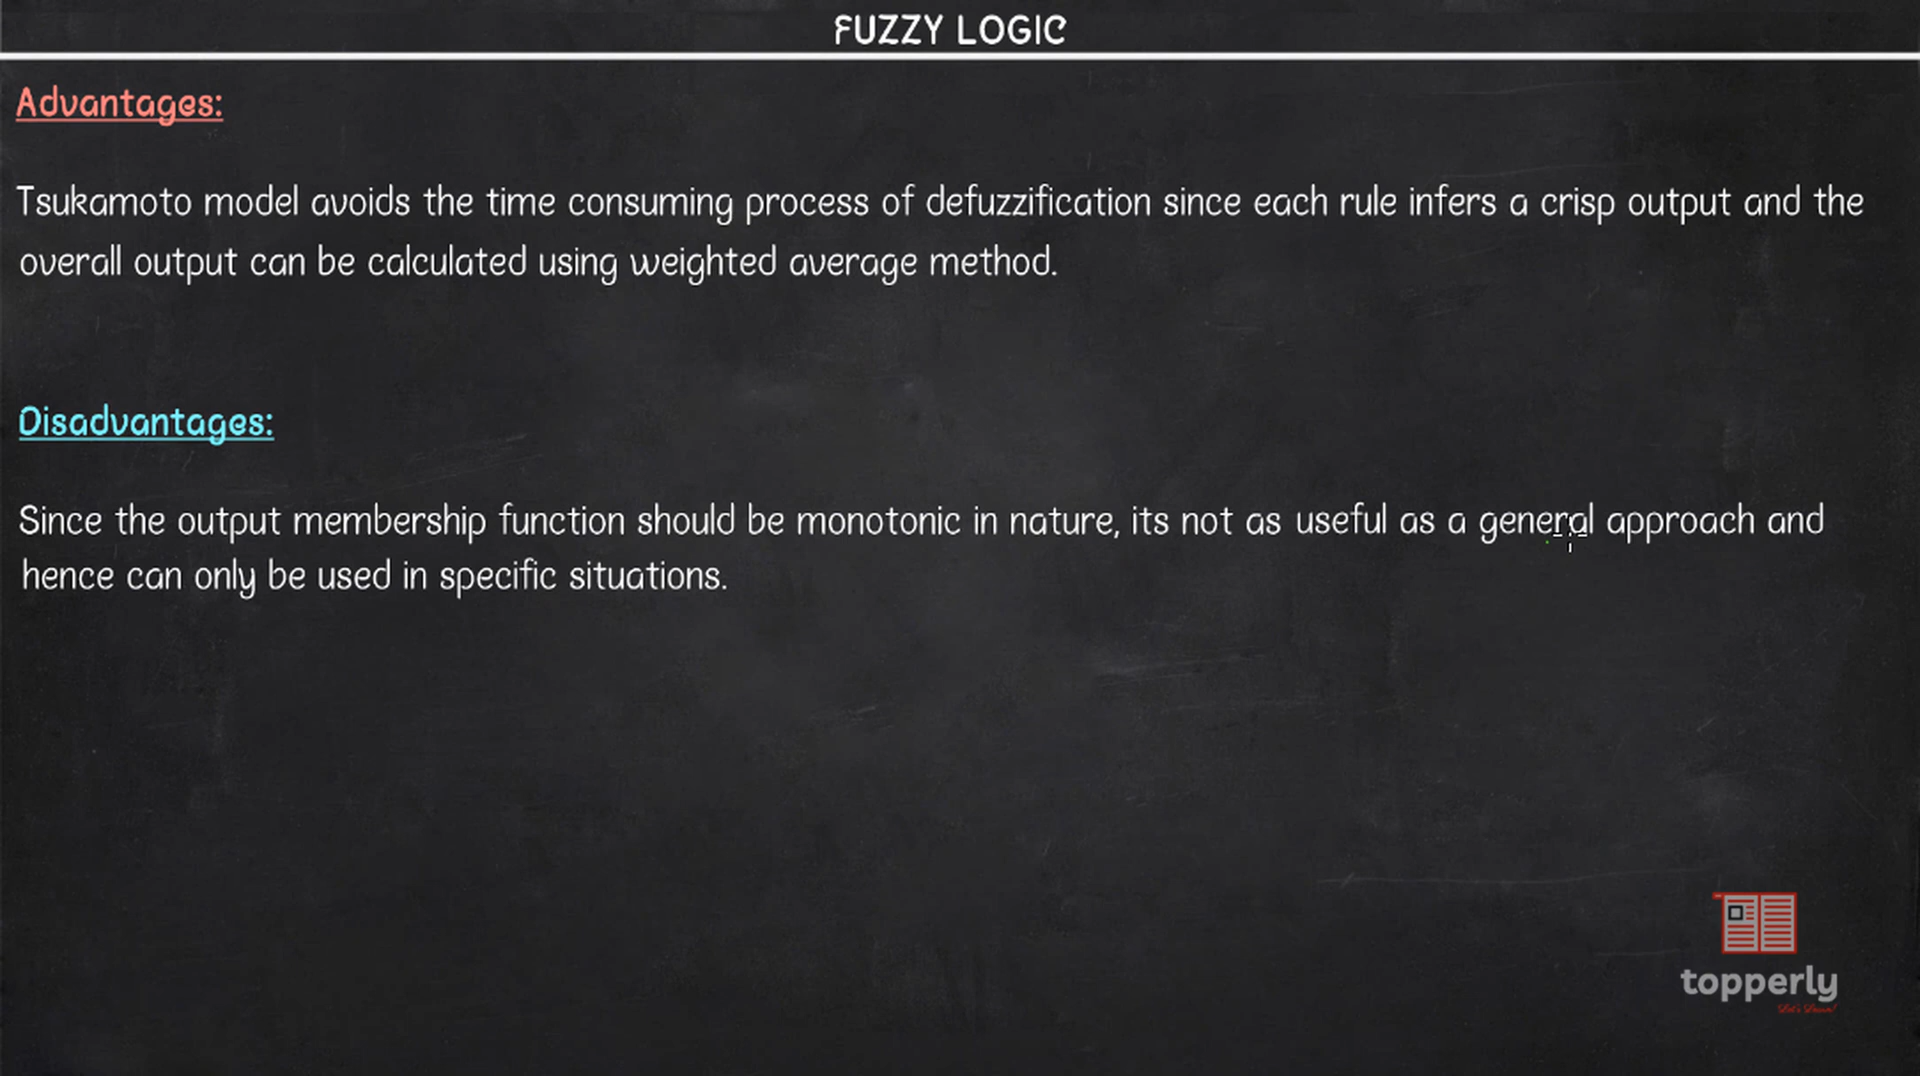 FUZZY LOGIC
Advantages:
Tsukamoto model avoids the time consuming process of defuzzification since each rule infers a crisp output and the
overall output can be calculated using weighted average method.
Disadvantages:
Since the output membership function should be monotonic in nature, its not as useful as a general approach and
hence can only be used in specific situations.
topperly
Let's Learn!